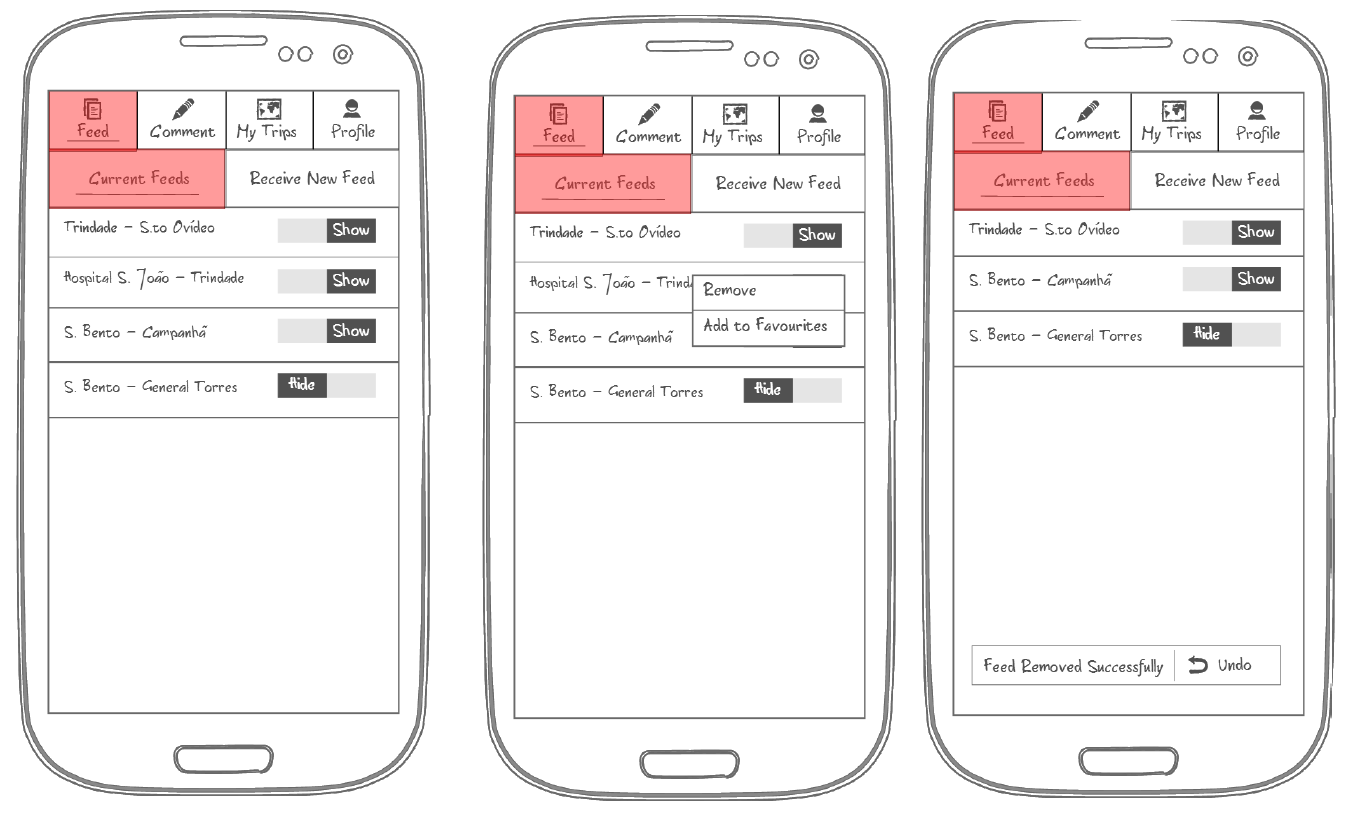 Feed Comment My Trips Profile
Current Feeds Receive New Feed
Trindade - S.to Ovídeo Show
Hospital S. João - Trindade Show
S. Bento - Campanhã Show
S. Bento - General Torres Hide
Feed Comment My Trips Profile
Current Feeds Receive New Feed
Trindade - S.to Ovídeo Show
Hospital S. João - Trind
Remove
Add to Favourites
S. Bento - Campanhã
S. Bento - General Torres Hide
Feed Comment My Trips Profile
Current Feeds Receive New Feed
Trindade - S.to Ovídeo Show
S. Bento - Campanhã Show
S. Bento - General Torres Hide
Feed Removed Successfully Undo